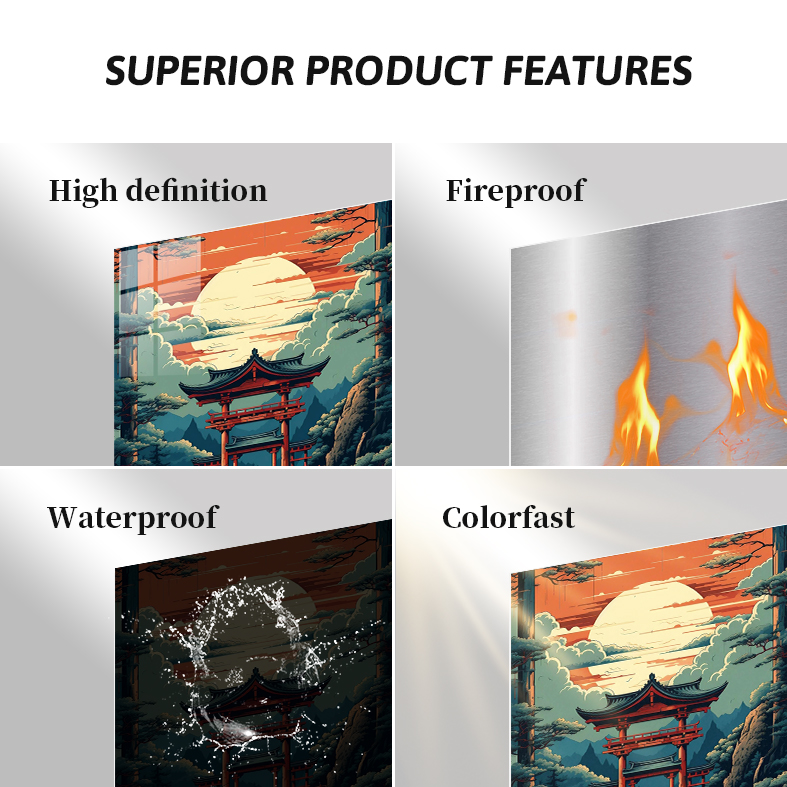 SUPERIOR PRODUCT FEATURES
High definition
Fireproof
Waterproof
Colorfast